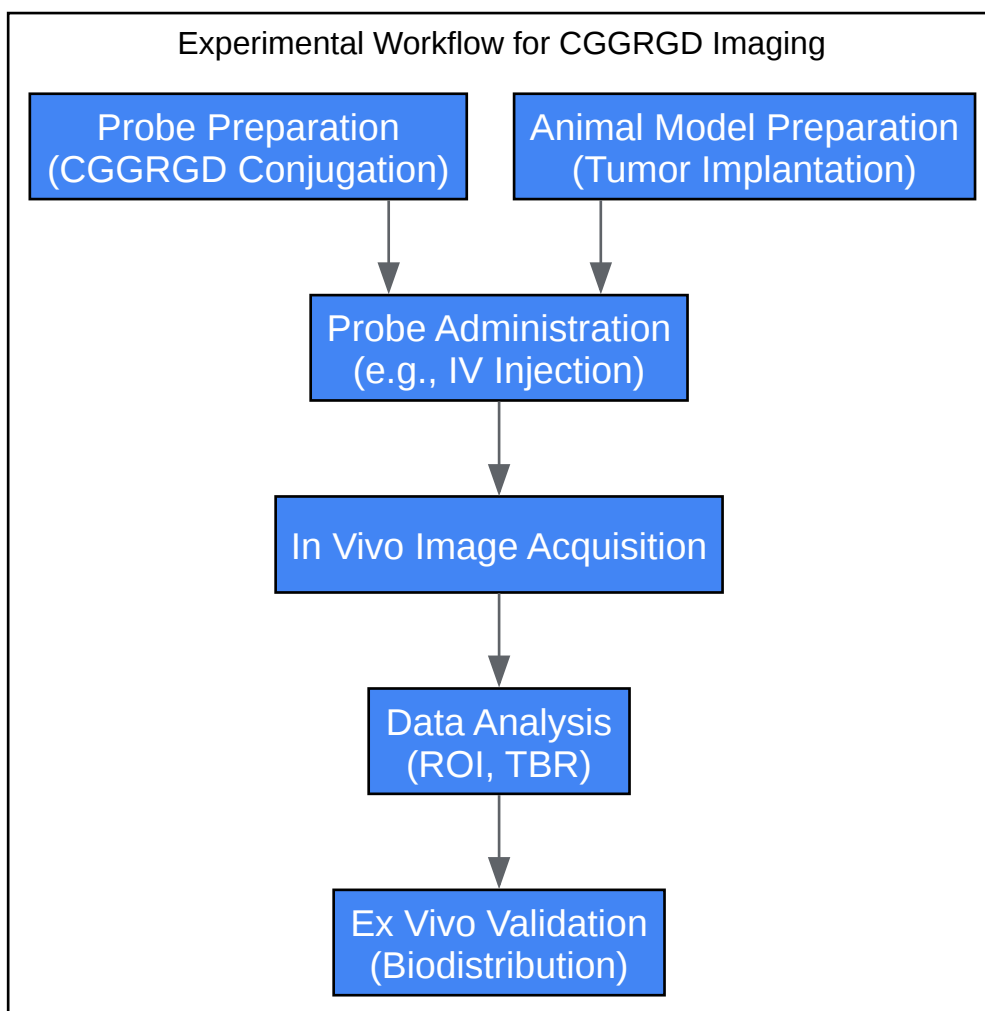 Experimental Workflow for CGGRGD Imaging
Probe Preparation
(CGGRGD Conjugation)
Animal Model Preparation
(Tumor Implantation)
Probe Administration
(e.g., IV Injection)
In Vivo Image Acquisition
Data Analysis
(ROI, TBR)
Ex Vivo Validation
(Biodistribution)